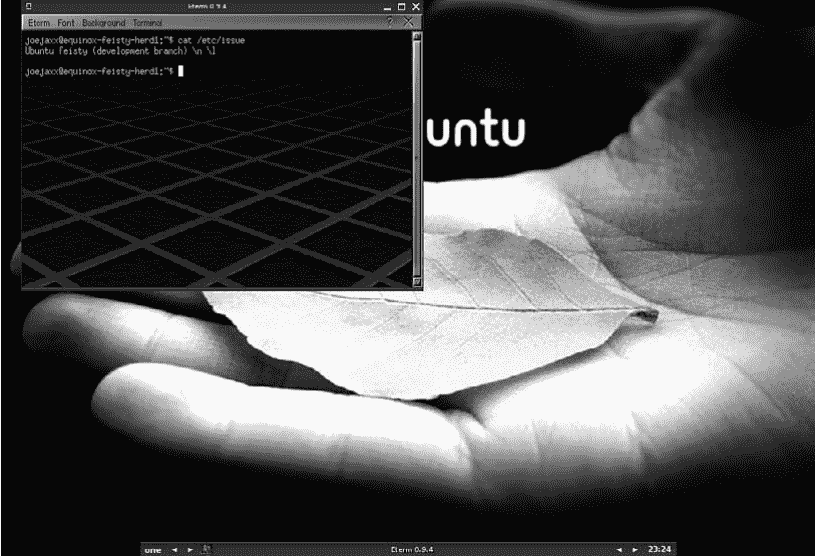 Eterm 0.9.4
Eterm Font Background Terminal
?
joejaxx@equinox-feisty-herd1:~$ cat /etc/issue
Ubuntu feisty (development branch) \n \l
joejaxx@equinox-feisty-herd1:~$
untu
one
Eterm 0.9.4
23:24